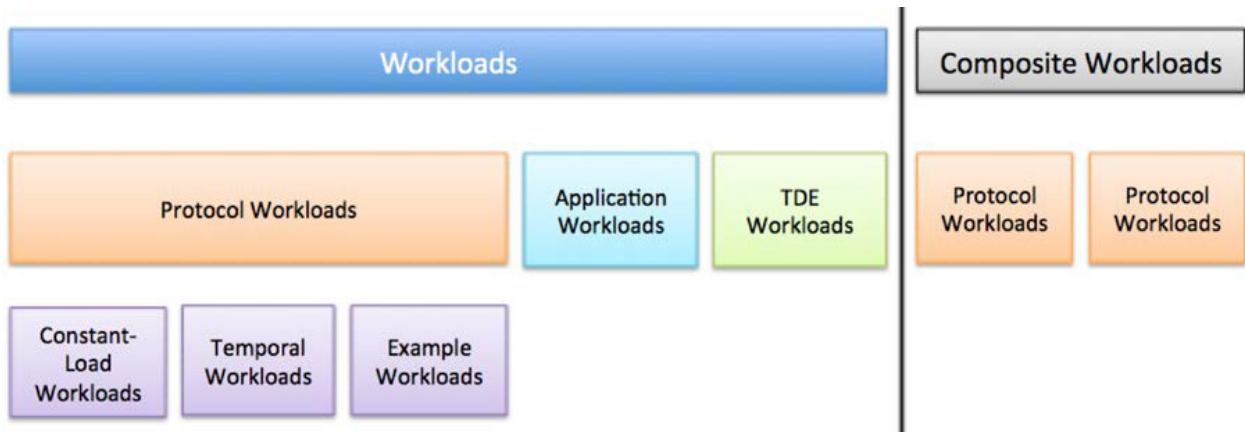 Workloads
Composite Workloads
Protocol Workloads
Application
Workloads
TDE
Workloads
Protocol
Workloads
Protocol
Workloads
Constant-
Load
Workloads
Temporal
Workloads
Example
Workloads